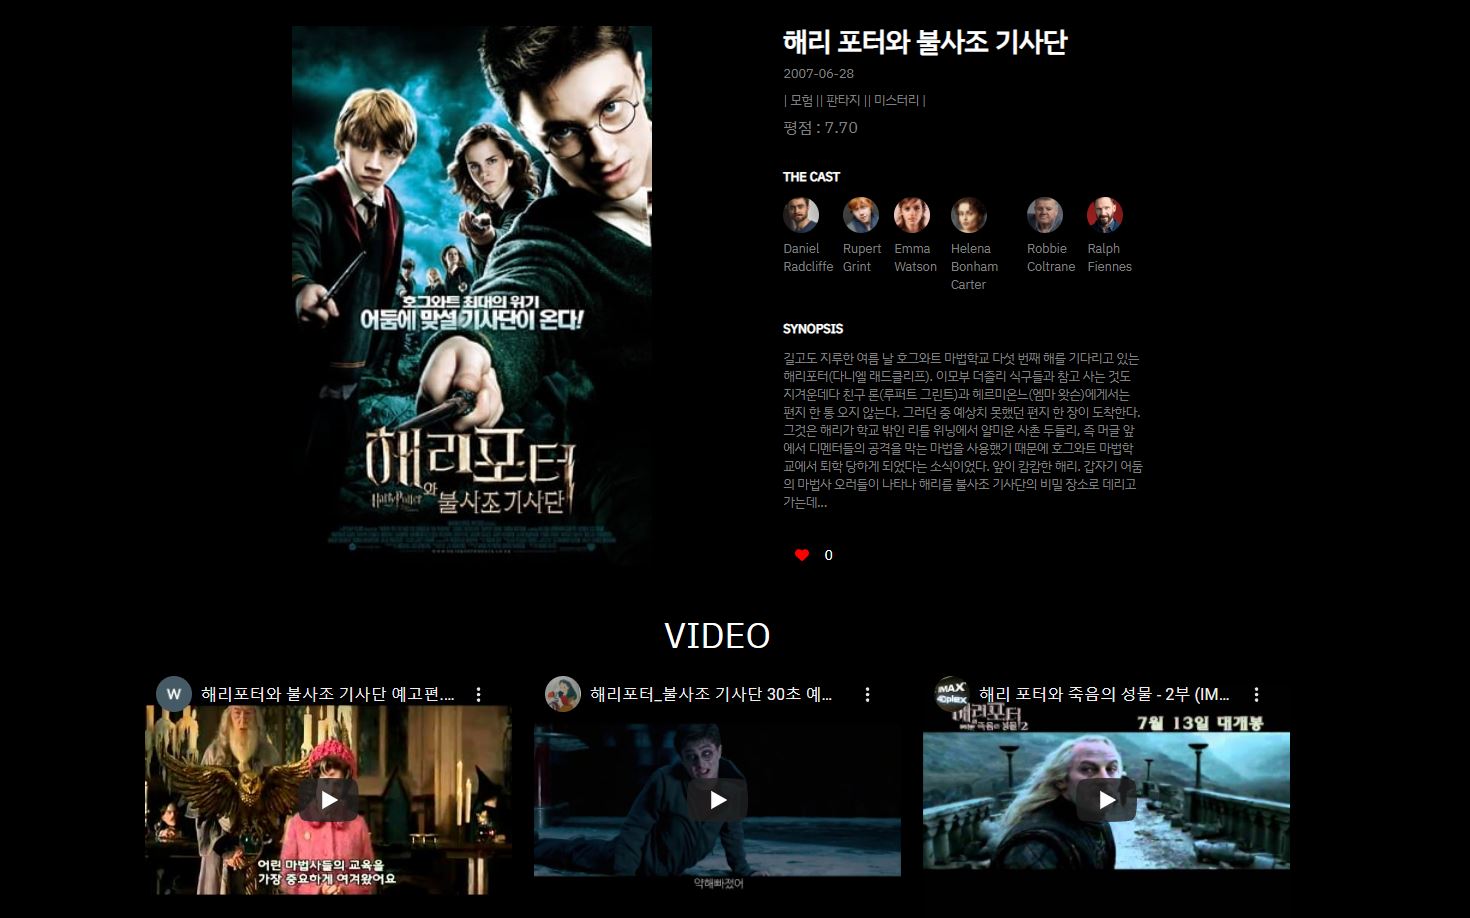 해리 포터와 불사조 기사단
2007-06-28
| 모험 || 판타지 || 미스터리 |
평점 : 7.70
THE CAST
Daniel Radcliffe
Rupert Grint
Emma Watson
Helena Bonham Carter
Robbie Coltrane
Ralph Fiennes
SYNOPSIS
길고도 지루한 여름 날 호그와트 마법학교 다섯 번째 해를 기다리고 있는
해리포터(다니엘 래드클리프). 이모부 더즐리 식구들과 참고 사는 것도
지겨운데다 친구 론(루퍼트 그린트)과 헤르미온느(엠마 왓슨)에게서는
편지 한 통 오지 않는다. 그러던 중 예상치 못했던 편지 한 장이 도착한다.
그것은 해리가 학교 밖인 리틀 위닝에서 얄미운 사촌 두들리, 즉 머글 앞
에서 디멘터들의 공격을 막는 마법을 사용했기 때문에 호그와트 마법학
교에서 퇴학 당하게 되었다는 소식이었다. 앞이 캄캄한 해리. 갑자기 어둠
의 마법사 오러들이 나타나 해리를 불사조 기사단의 비밀 장소로 데리고
가는데...
0
호그와트 최대의 위기
어둠에 맞설 기사단이 온다!
해리포터
와
Harry Potter
불사조 기사단
VIDEO
W
해리포터와 불사조 기사단 예고편....
어린 마법사들의 교육을
가장 중요하게 여겨왔어요
해리포터_불사조 기사단 30초 예...
약해빠졌어
IMAX
4Dplex
해리 포터와 죽음의 성물 - 2부 (IM...
해리포터
죽음의 성물 2
7월 13일 대개봉